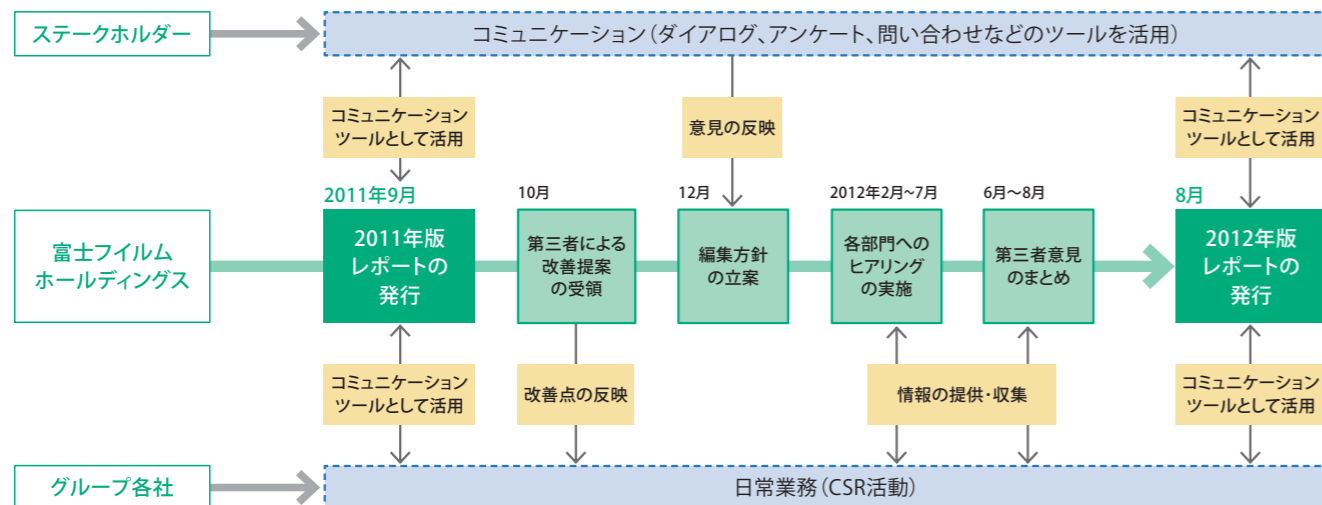 ステークホルダー
コミュニケーション（ダイアログ、アンケート、問い合わせなどのツールを活用）
コミュニケーション
ツールとして活用
意見の反映
コミュニケーション
ツールとして活用
2011年9月
10月
12月
2012年2月~7月
6月~8月
8月
富士フイルム
ホールディングス
2011年版
レポートの
発行
第三者による
改善提案
の受領
編集方針
の立案
各部門への
ヒアリング
の実施
第三者意見
のまとめ
2012年版
レポートの
発行
コミュニケーション
ツールとして活用
改善点の反映
情報の提供・収集
コミュニケーション
ツールとして活用
グループ各社
日常業務（CSR活動）